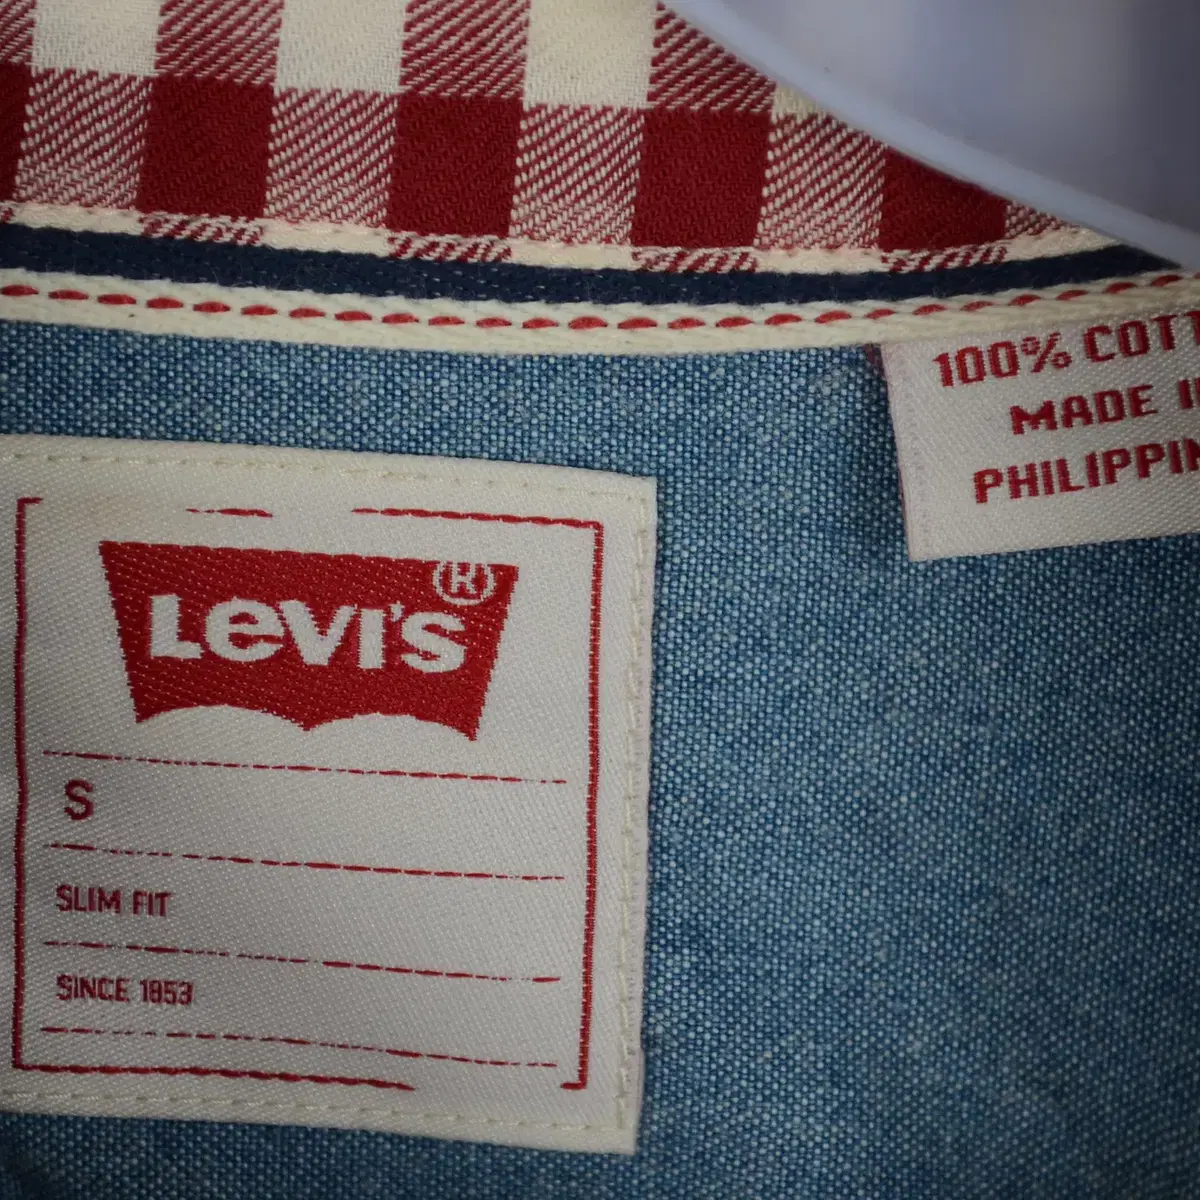 100% COTT
MADE I
PHILIPPIN
LEVI'S®
S
SLIM FIT
SINCE 1853